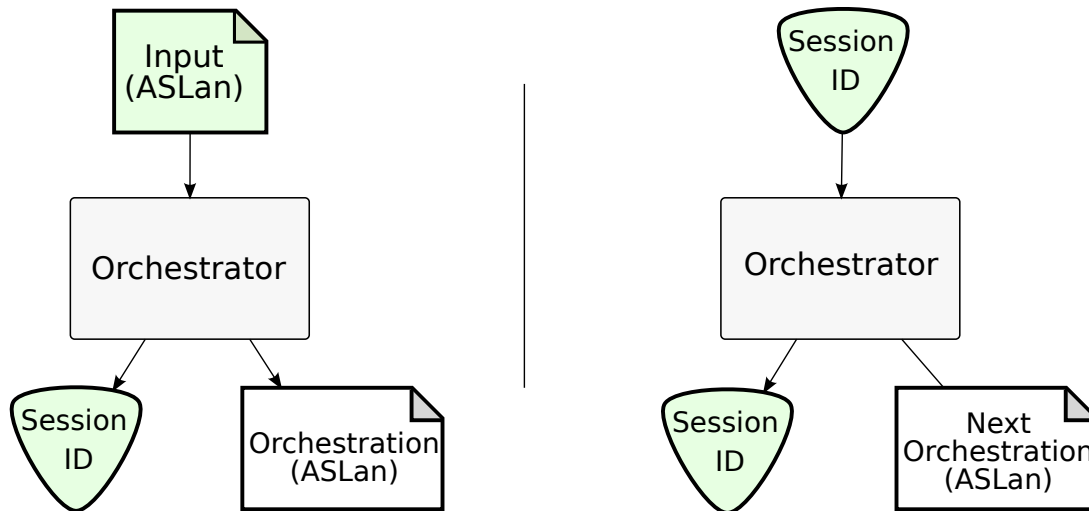 Input
(ASLan)
Orchestrator
Session
ID
Orchestration
(ASLan)
Session
ID
Orchestrator
Session
ID
Next
Orchestration
(ASLan)